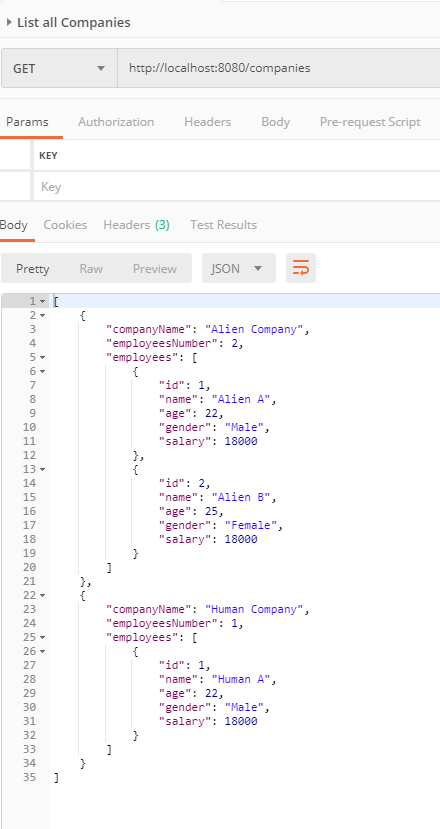 List all Companies
GET http://localhost:8080/companies
Params Authorization Headers Body Pre-request Script
KEY
Key
Body Cookies Headers (3) Test Results
Pretty Raw Preview JSON
1 [
2 {
3 "companyName": "Alien Company",
4 "employeesNumber": 2,
5 "employees": [
6 {
7 "id": 1,
8 "name": "Alien A",
9 "age": 22,
10 "gender": "Male",
11 "salary": 18000
12 },
13 {
14 "id": 2,
15 "name": "Alien B",
16 "age": 25,
17 "gender": "Female",
18 "salary": 18000
19 }
20 ]
21 },
22 {
23 "companyName": "Human Company",
24 "employeesNumber": 1,
25 "employees": [
26 {
27 "id": 1,
28 "name": "Human A",
29 "age": 22,
30 "gender": "Male",
31 "salary": 18000
32 }
33 ]
34 }
35 ]